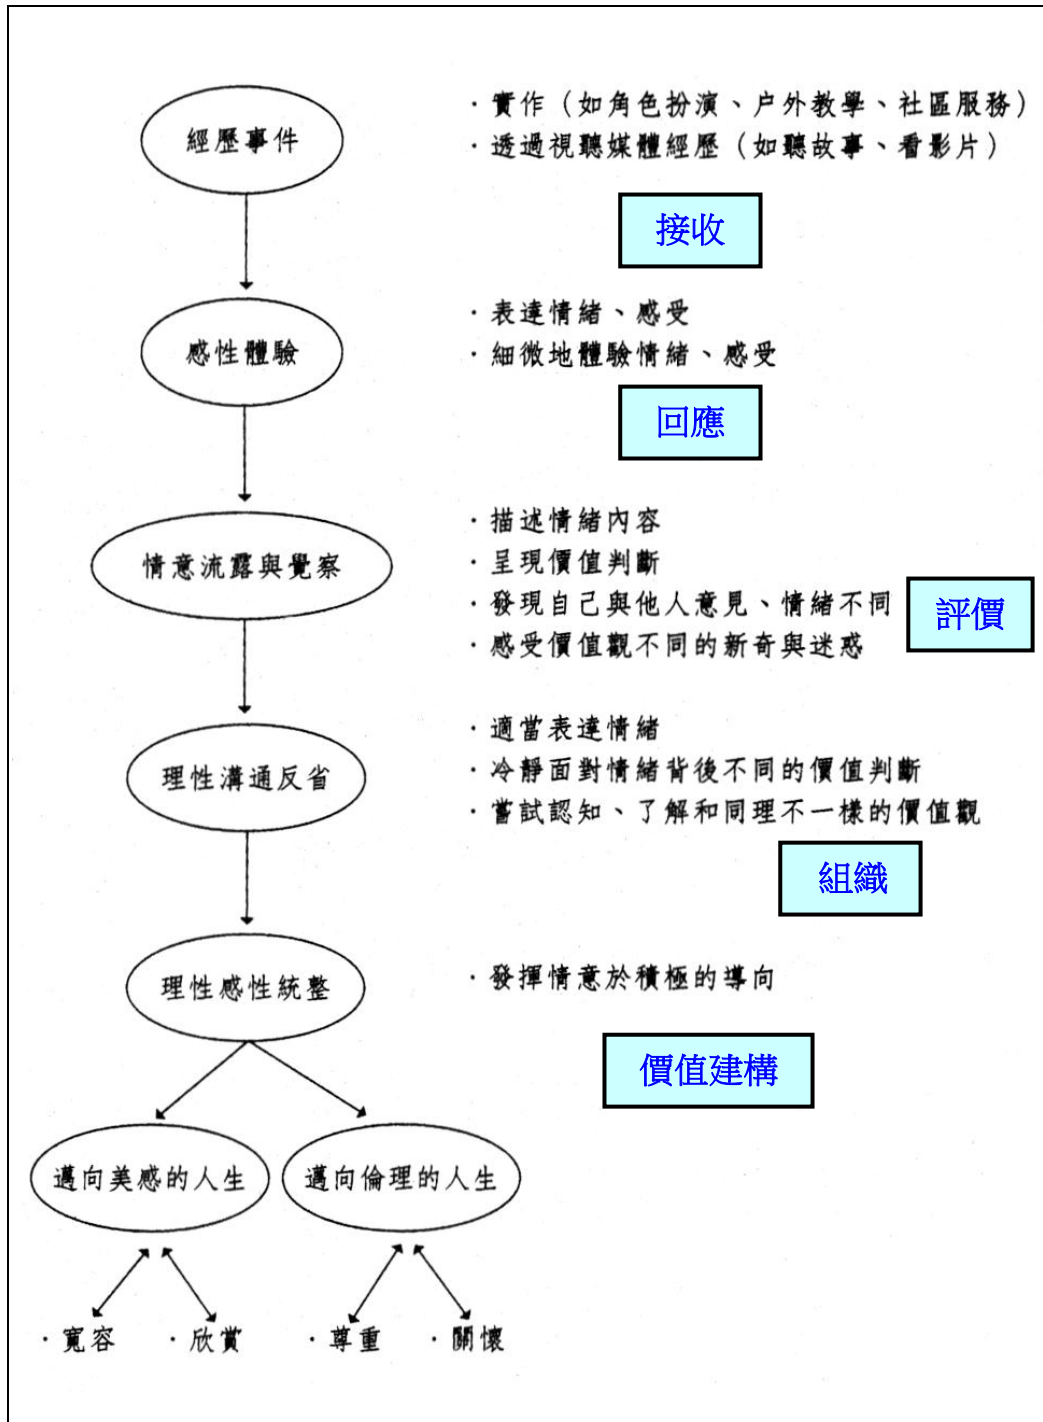 經歷事件
·實作（如角色扮演、户外教學、社區服務）
·透過視聽媒體經歷（如聽故事、看影片）
接收
感性體驗
·表達情緒、感受
·細微地體驗情緒、感受
回應
情意流露與覺察
·描述情緒內容
·呈現價值判斷
·發現自己與他人意見、情緒不同
·感受價值觀不同的新奇與迷惑
評價
理性溝通反省
·適當表達情緒
·冷靜面對情緒背後不同的價值判斷
·嘗試認知、了解和同理不一樣的價值觀
組織
理性感性統整
·發揮情意於積極的導向
價值建構
邁向美感的人生
邁向倫理的人生
·寬容
·欣賞
·尊重
·關懷